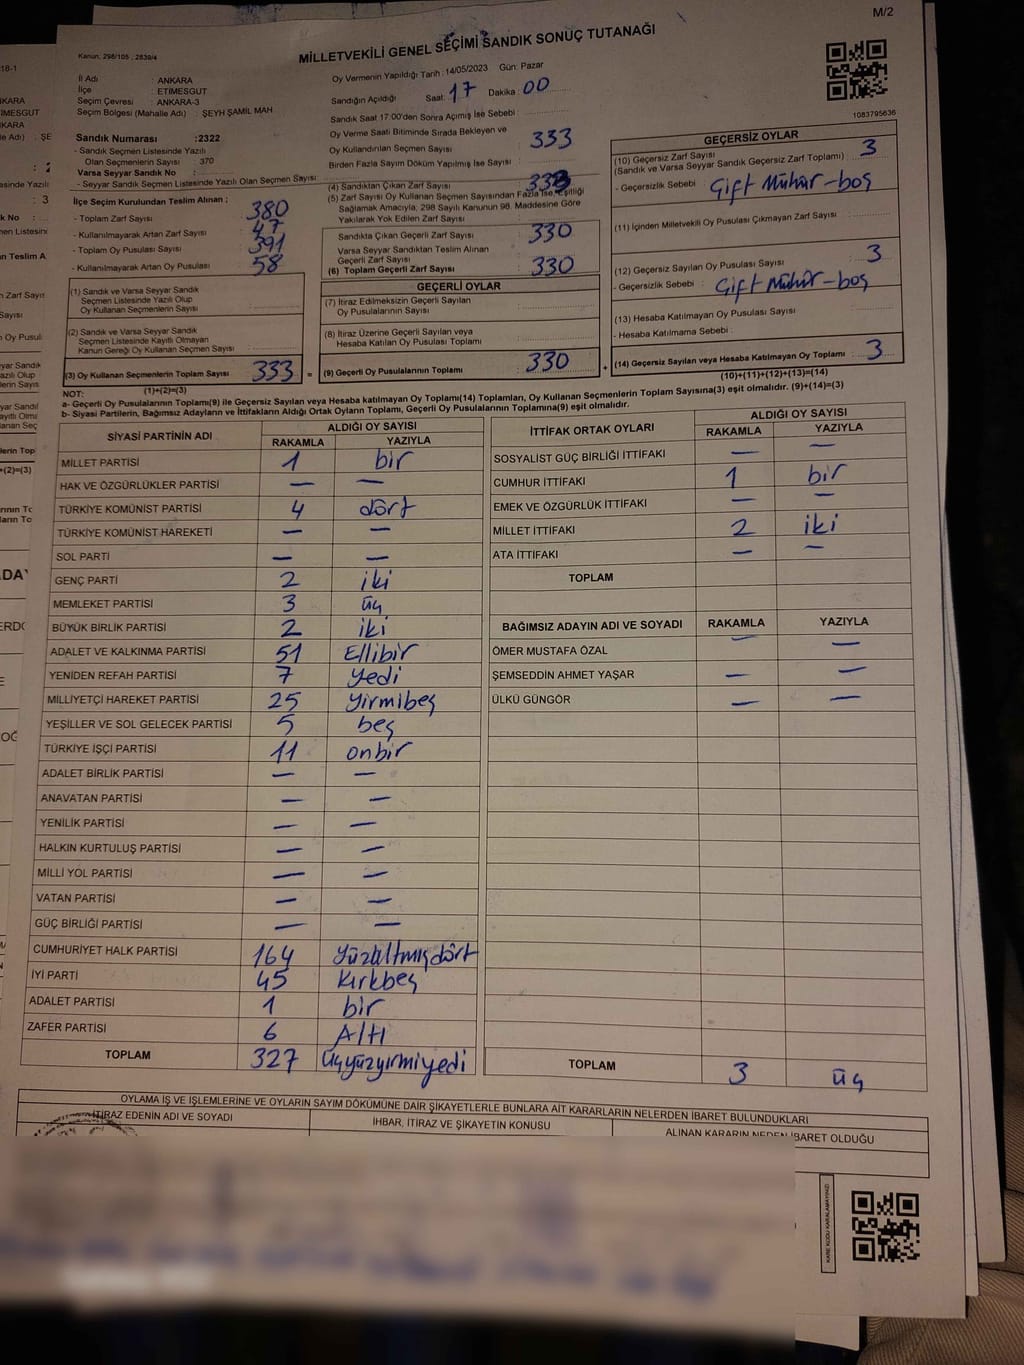 M/2
Kanun, 298/105 ; 2839/4
MİLLETVEKİLİ GENEL SEÇİMİ SANDIK SONUÇ TUTANAĞI
İl Adı : ANKARA
İlçe : ETİMESGUT
Seçim Çevresi : ANKARA-3
Seçim Bölgesi (Mahalle Adı) : ŞEYH ŞAMİL MAH
Sandık Numarası :2322
- Sandık Seçmen Listesinde Yazılı
Olan Seçmenlerin Sayısı : 370
Varsa Seyyar Sandık No :
- Seyyar Sandık Seçmen Listesinde Yazılı Olan Seçmen Sayısı:
İlçe Seçim Kurulundan Teslim Alınan ;
- Toplam Zarf Sayısı : 380
- Kullanılmayarak Artan Zarf Sayısı : 47
- Toplam Oy Pusulası Sayısı : 391
- Kullanılmayarak Artan Oy Pusulası : 58
(1) Sandık ve Varsa Seyyar Sandık
Seçmen Listesinde Yazılı Olup
Oy Kullanan Seçmenlerin Sayısı :
(2) Sandık ve Varsa Seyyar Sandık
Seçmen Listesinde Kayıtlı Olmayan
Kanun Gereği Oy Kullanan Seçmen Sayısı :
(3) Oy Kullanan Seçmenlerin Toplam Sayısı : 333
(1)+(2)=(3)
Oy Vermenin Yapıldığı Tarih : 14/05/2023 Gün: Pazar
Sandığın Açıldığı Saat: 17 Dakika : 00
Sandık Saat 17:00'den Sonra Açılmış İse Sebebi :
Oy Verme Saati Bitiminde Sırada Bekleyen ve
Oy Kullandırılan Seçmen Sayısı : 333
Birden Fazla Sayım Döküm Yapılmış İse Sayısı :
(4) Sandıktan Çıkan Zarf Sayısı : 333
(5) Zarf Sayısı Oy Kullanan Seçmen Sayısından Fazla İse, Eşitliği
Sağlamak Amacıyla; 298 Sayılı Kanunun 98. Maddesine Göre
Yakılarak Yok Edilen Zarf Sayısı :
Sandıkta Çıkan Geçerli Zarf Sayısı : 330
Varsa Seyyar Sandıktan Teslim Alınan
Geçerli Zarf Sayısı :
(6) Toplam Geçerli Zarf Sayısı : 330
GEÇERLİ OYLAR
(7) İtiraz Edilmeksizin Geçerli Sayılan
Oy Pusulalarının Sayısı :
(8) İtiraz Üzerine Geçerli Sayılan veya
Hesaba Katılan Oy Pusulası Toplamı :
(9) Geçerli Oy Pusulalarının Toplamı : 330
1083795636
GEÇERSİZ OYLAR
(10) Geçersiz Zarf Sayısı : 3
(Sandık ve Varsa Seyyar Sandık Geçersiz Zarf Toplamı)
- Geçersizlik Sebebi : Çift Mühür-boş
(11) İçinden Milletvekili Oy Pusulası Çıkmayan Zarf Sayısı :
(12) Geçersiz Sayılan Oy Pusulası Sayısı : 3
- Geçersizlik Sebebi : Çift Mühür-boş
(13) Hesaba Katılmayan Oy Pusulası Sayısı :
- Hesaba Katılmama Sebebi :
(14) Geçersiz Sayılan veya Hesaba Katılmayan Oy Toplamı : 3
(10)+(11)+(12)+(13)=(14)
NOT:
a- Geçerli Oy Pusulalarının Toplamı(9) ile Geçersiz Sayılan veya Hesaba katılmayan Oy Toplamı(14) Toplamları, Oy Kullanan Seçmenlerin Toplam Sayısına(3) eşit olmalıdır. (9)+(14)=(3)
b- Siyasi Partilerin, Bağımsız Adayların ve İttifakların Aldığı Ortak Oyların Toplamı, Geçerli Oy Pusulalarının Toplamına(9) eşit olmalıdır.
SİYASİ PARTİNİN ADI ALDIĞI OY SAYISI
RAKAMLA YAZIYLA
MİLLET PARTİSİ 1 bir
HAK VE ÖZGÜRLÜKLER PARTİSİ — —
TÜRKİYE KOMÜNİST PARTİSİ 4 dört
TÜRKİYE KOMÜNİST HAREKETİ — —
SOL PARTİ — —
GENÇ PARTİ 2 iki
MEMLEKET PARTİSİ 3 üç
BÜYÜK BİRLİK PARTİSİ 2 iki
ADALET VE KALKINMA PARTİSİ 51 Ellibir
YENİDEN REFAH PARTİSİ 7 yedi
MİLLİYETÇİ HAREKET PARTİSİ 25 yirmibeş
YEŞİLLER VE SOL GELECEK PARTİSİ 5 beş
TÜRKİYE İŞÇİ PARTİSİ 11 onbir
ADALET BİRLİK PARTİSİ — —
ANAVATAN PARTİSİ — —
YENİLİK PARTİSİ — —
HALKIN KURTULUŞ PARTİSİ — —
MİLLİ YOL PARTİSİ — —
VATAN PARTİSİ — —
GÜÇ BİRLİĞİ PARTİSİ — —
CUMHURİYET HALK PARTİSİ 164 Yüzaltmışdört
İYİ PARTİ 45 Kırkbeş
ADALET PARTİSİ 1 bir
ZAFER PARTİSİ 6 Altı
TOPLAM 327 üçyüzyirmiyedi
İTTİFAK ORTAK OYLARI ALDIĞI OY SAYISI
RAKAMLA YAZIYLA
SOSYALİST GÜÇ BİRLİĞİ İTTİFAKI — —
CUMHUR İTTİFAKI 1 bir
EMEK VE ÖZGÜRLÜK İTTİFAKI — —
MİLLET İTTİFAKI 2 iki
ATA İTTİFAKI — —
TOPLAM
BAĞIMSIZ ADAYIN ADI VE SOYADI RAKAMLA YAZIYLA
ÖMER MUSTAFA ÖZAL — —
ŞEMSEDDİN AHMET YAŞAR — —
ÜLKÜ GÜNGÖR — —
TOPLAM 3 üç
OYLAMA İŞ VE İŞLEMLERİNE VE OYLARIN SAYIM DÖKÜMÜNE DAİR ŞİKAYETLERLE BUNLARA AİT KARARLARIN NELERDEN İBARET BULUNDUKLARI
İTİRAZ EDENİN ADI VE SOYADI İHBAR, İTİRAZ VE ŞİKAYETİN KONUSU ALINAN KARARIN NEDEN İBARET OLDUĞU
KARE KODU KARALAMAYINIZ!